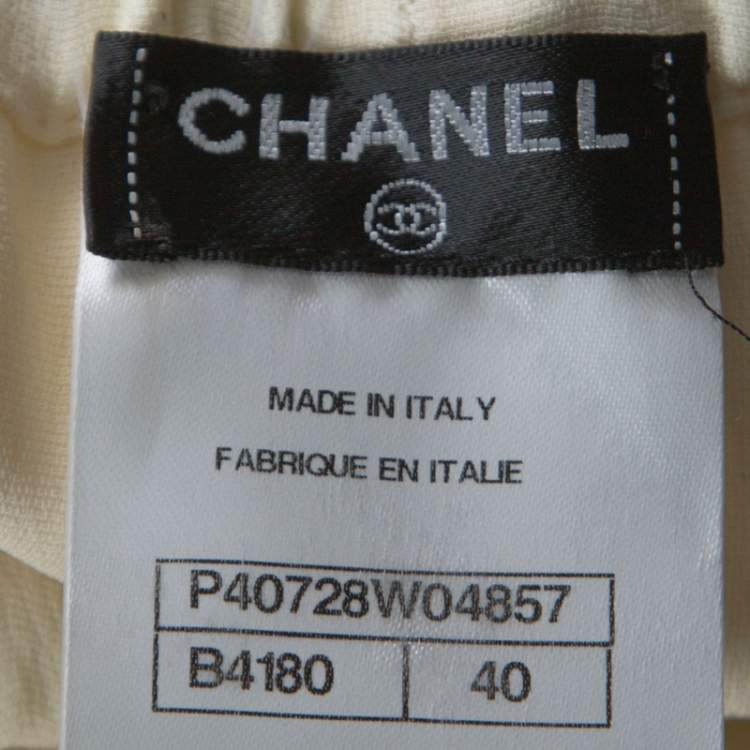 CHANEL
MADE IN ITALY
FABRIQUE EN ITALIE
P40728W04857
B4180 40